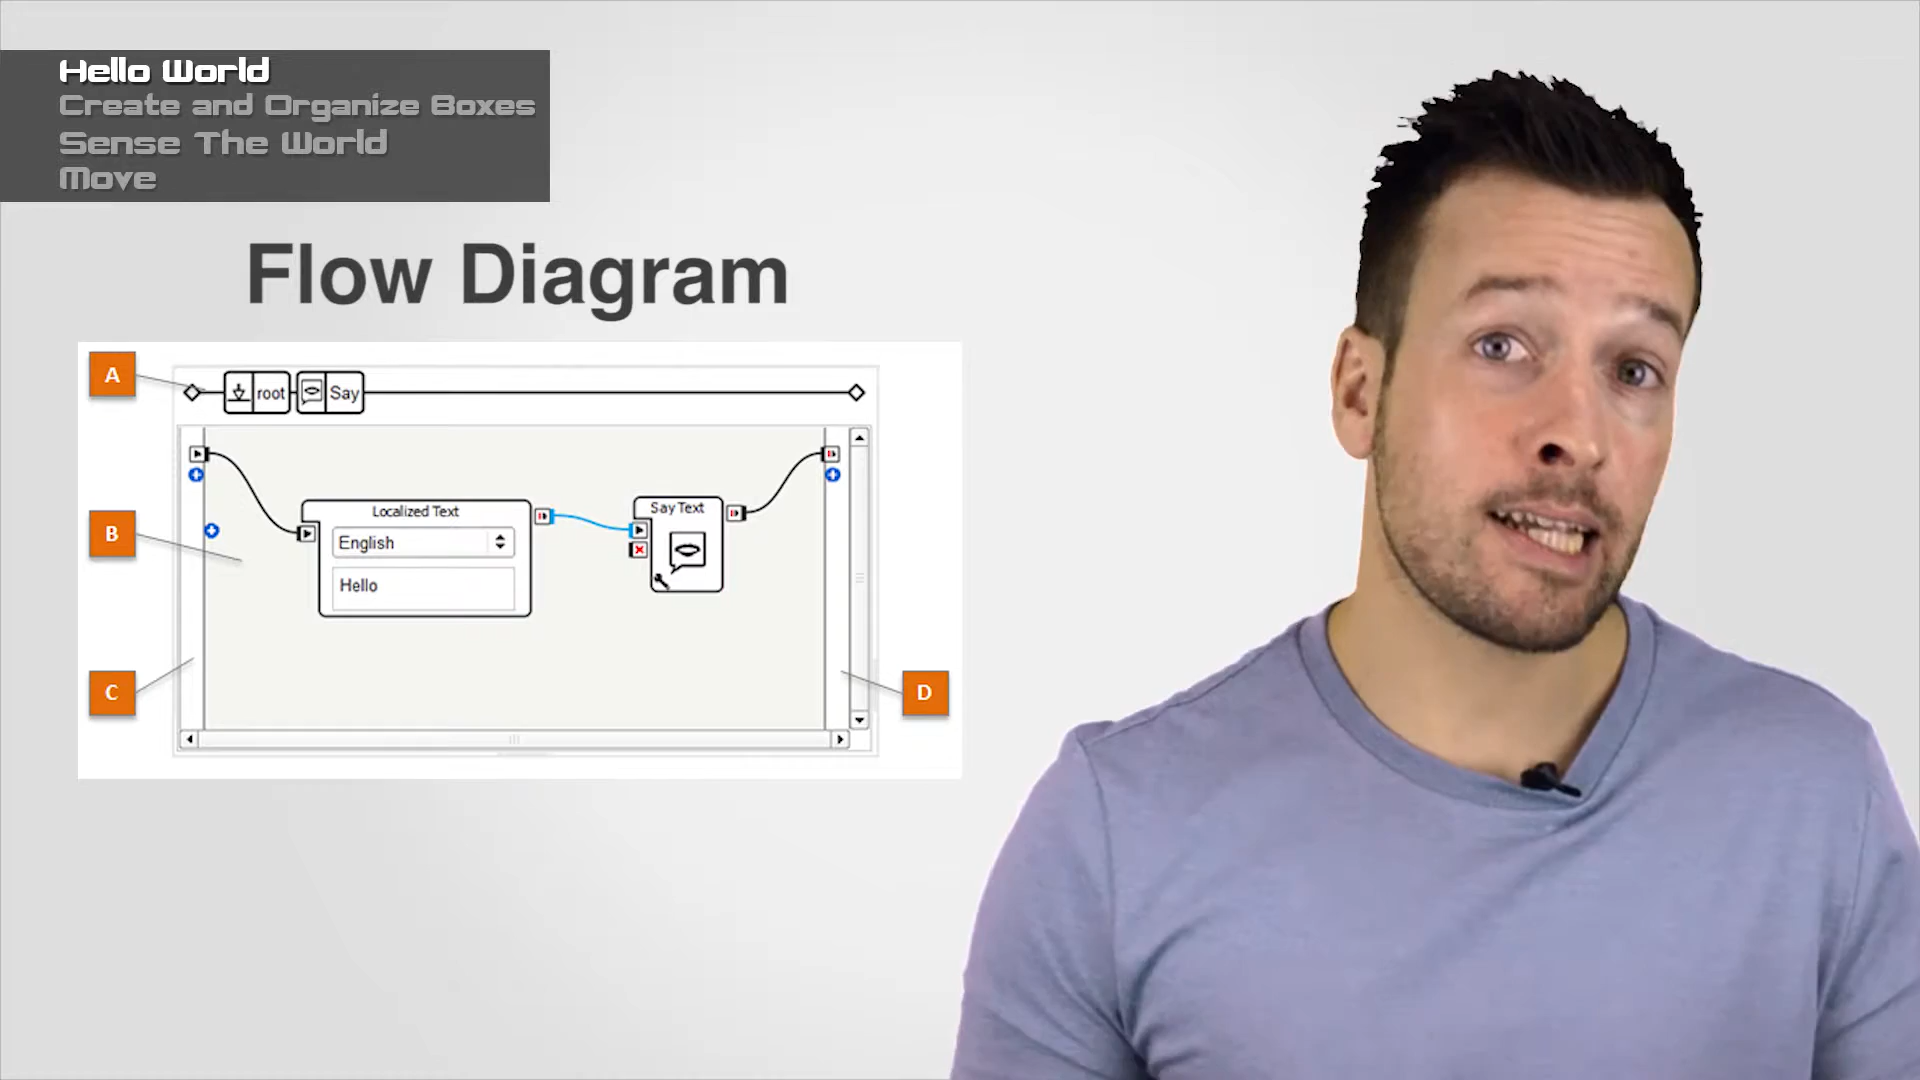 Hello World
Create and Organize Boxes
Sense The World
Move
Flow Diagram
A
root Say
B
Localized Text
English
Hello
Say Text
C
D